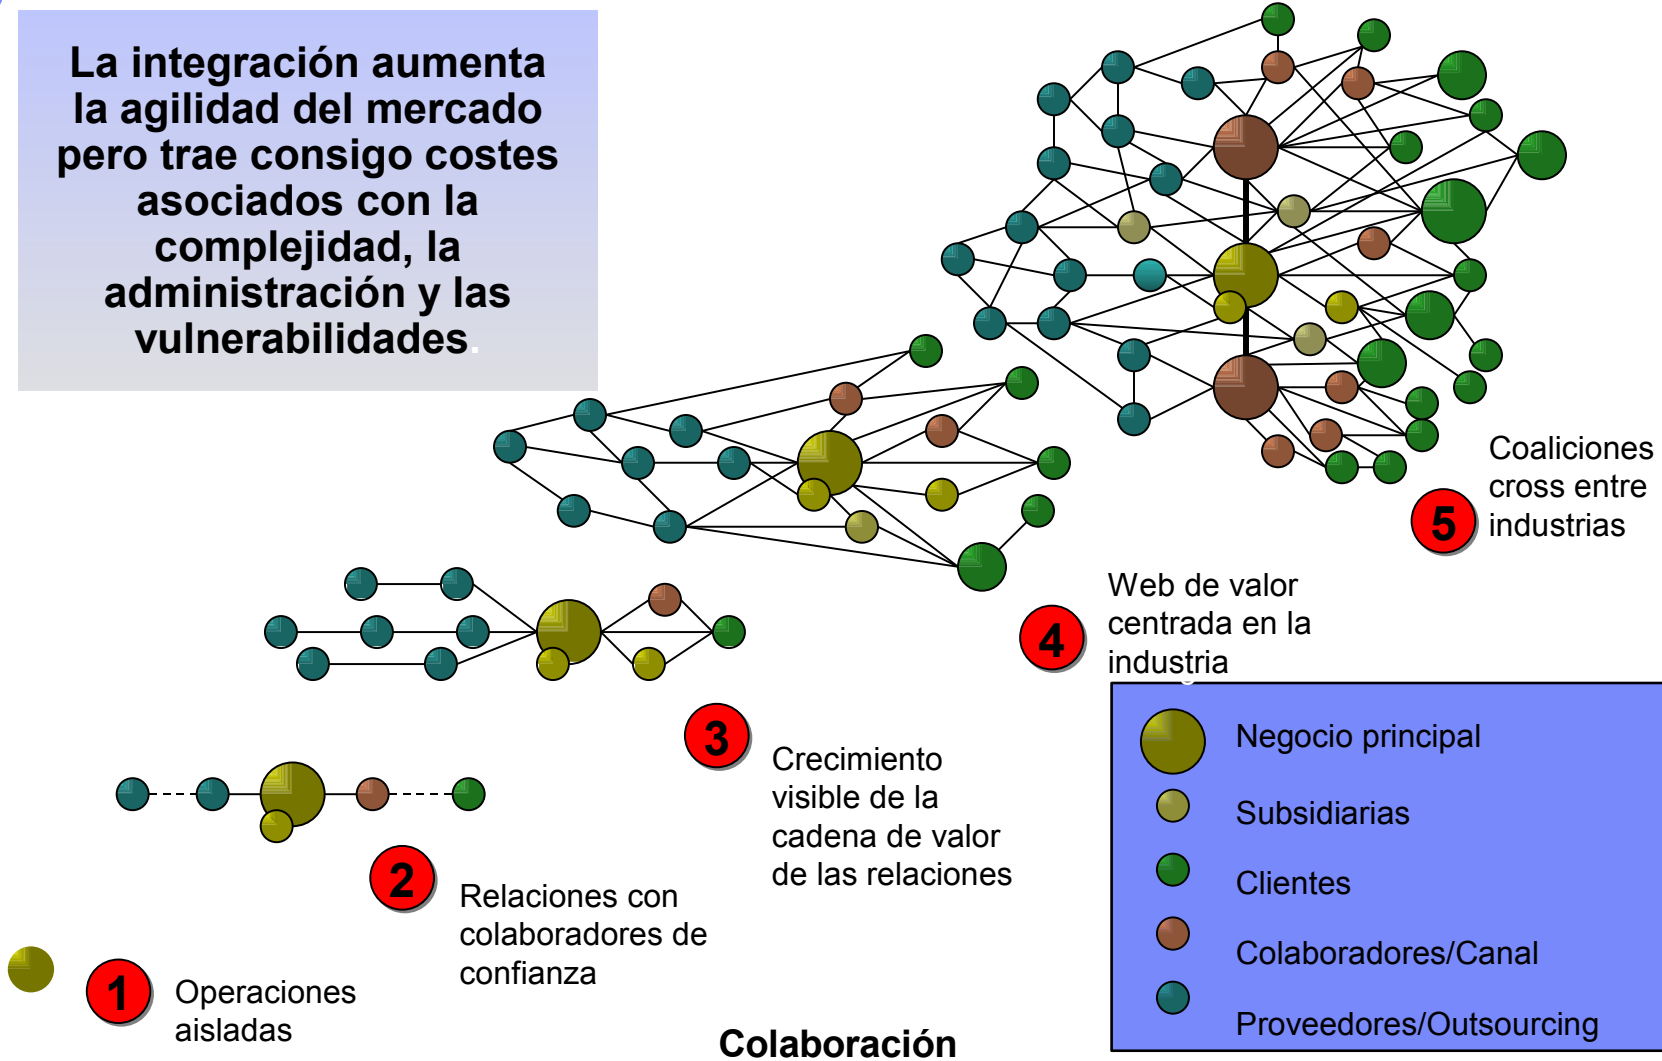 La integración aumenta
la agilidad del mercado
pero trae consigo costes
asociados con la
complejidad, la
administración y las
vulnerabilidades.
5
Coaliciones
cross entre
industrias
4
Web de valor
centrada en la
industria
3
Crecimiento
visible de la
cadena de valor
de las relaciones
2
Relaciones con
colaboradores de
confianza
1
Operaciones
aisladas
Negocio principal
Subsidiarias
Clientes
Colaboradores/Canal
Proveedores/Outsourcing
Colaboración